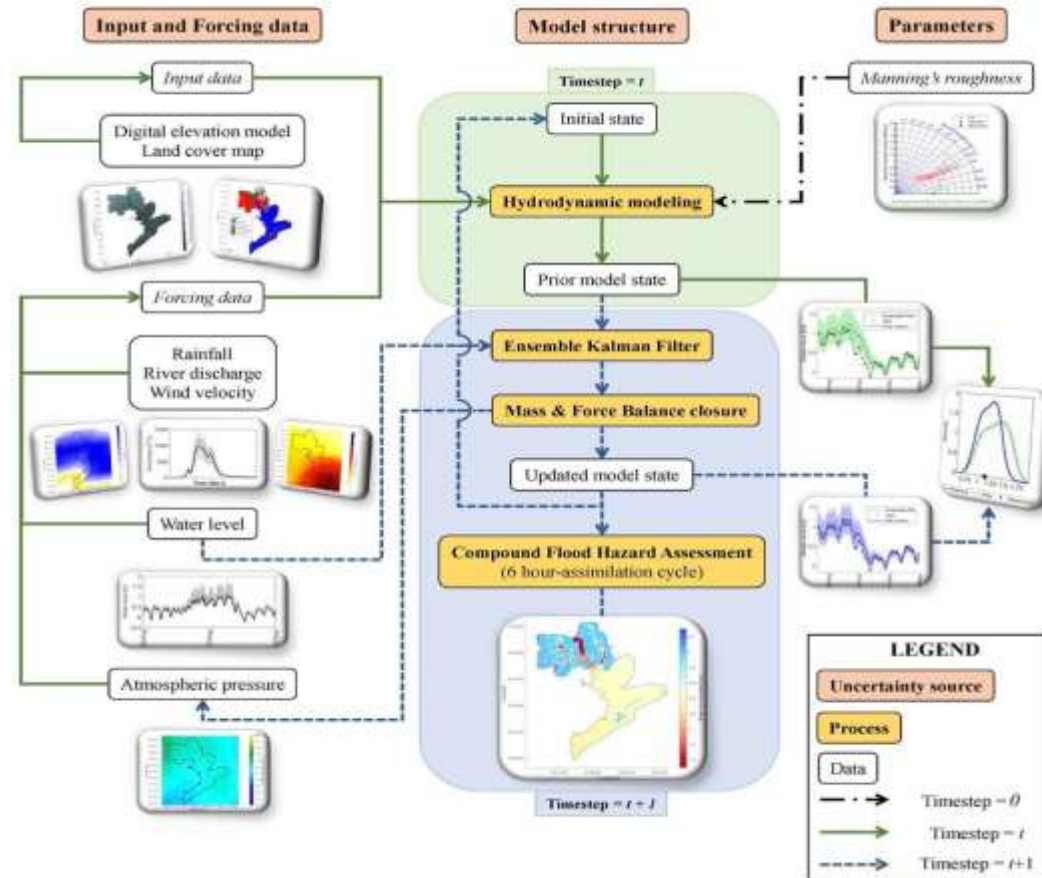 Input and Forcing data
Model structure
Parameters
Input data
Timestep = t
Manning's roughness
Digital elevation model
Land cover map
Initial state
Hydrodynamic modeling
Forcing data
Prior model state
Rainfall
River discharge
Wind velocity
Ensemble Kalman Filter
Mass & Force Balance closure
Updated model state
Water level
Compound Flood Hazard Assessment
(6 hour-assimilation cycle)
Atmospheric pressure
Timestep = t + 1
LEGEND
Uncertainty source
Process
Data
Timestep = 0
Timestep = t
Timestep = t+1